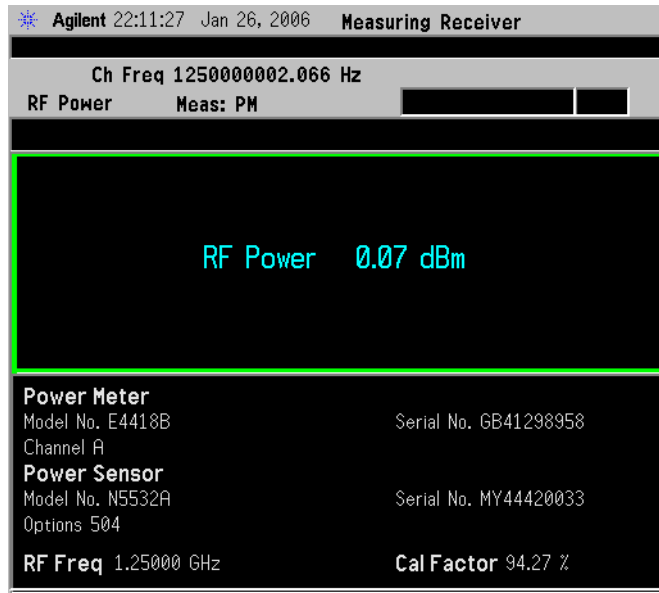 Agilent 22:11:27 Jan 26, 2006 Measuring Receiver
Ch Freq 1250000002.066 Hz
RF Power Meas: PM
RF Power 0.07 dBm
Power Meter
Model No. E4418B Serial No. GB41298958
Channel A
Power Sensor
Model No. N5532A Serial No. MY44420033
Options 504
RF Freq 1.25000 GHz Cal Factor 94.27 %